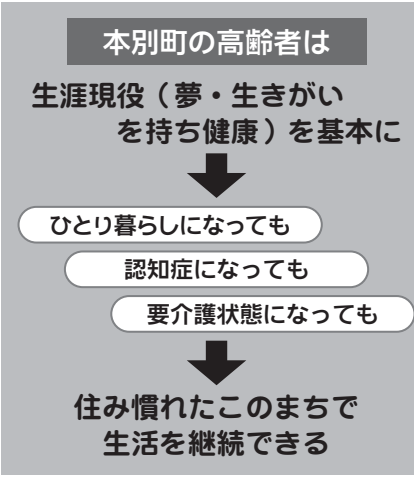 本別町の高齢者は
生涯現役（夢・生きがい
を持ち健康）を基本に
ひとり暮らしになっても
認知症になっても
要介護状態になっても
住み慣れたこのまちで
生活を継続できる